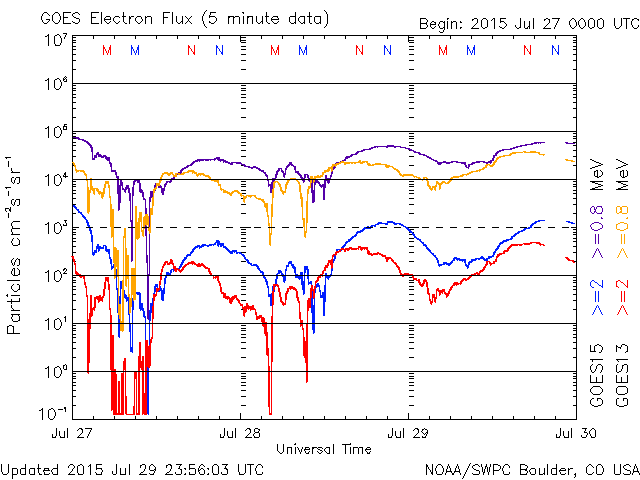 GOES Electron Flux (5 minute data)
Begin: 2015 Jul 27 0000 UTC
10⁷
M M N N M M N N M M N N
10⁶
10⁵
10⁴
10³
10²
10¹
10⁰
10⁻¹
Particles cm⁻²s⁻¹sr⁻¹
Jul 27 Jul 28 Jul 29 Jul 30
Universal Time
GOES15 >=2 >=0.8 MeV
GOES13 >=2 >=0.8 MeV
Updated 2015 Jul 29 23:56:03 UTC
NOAA/SWPC Boulder, CO USA